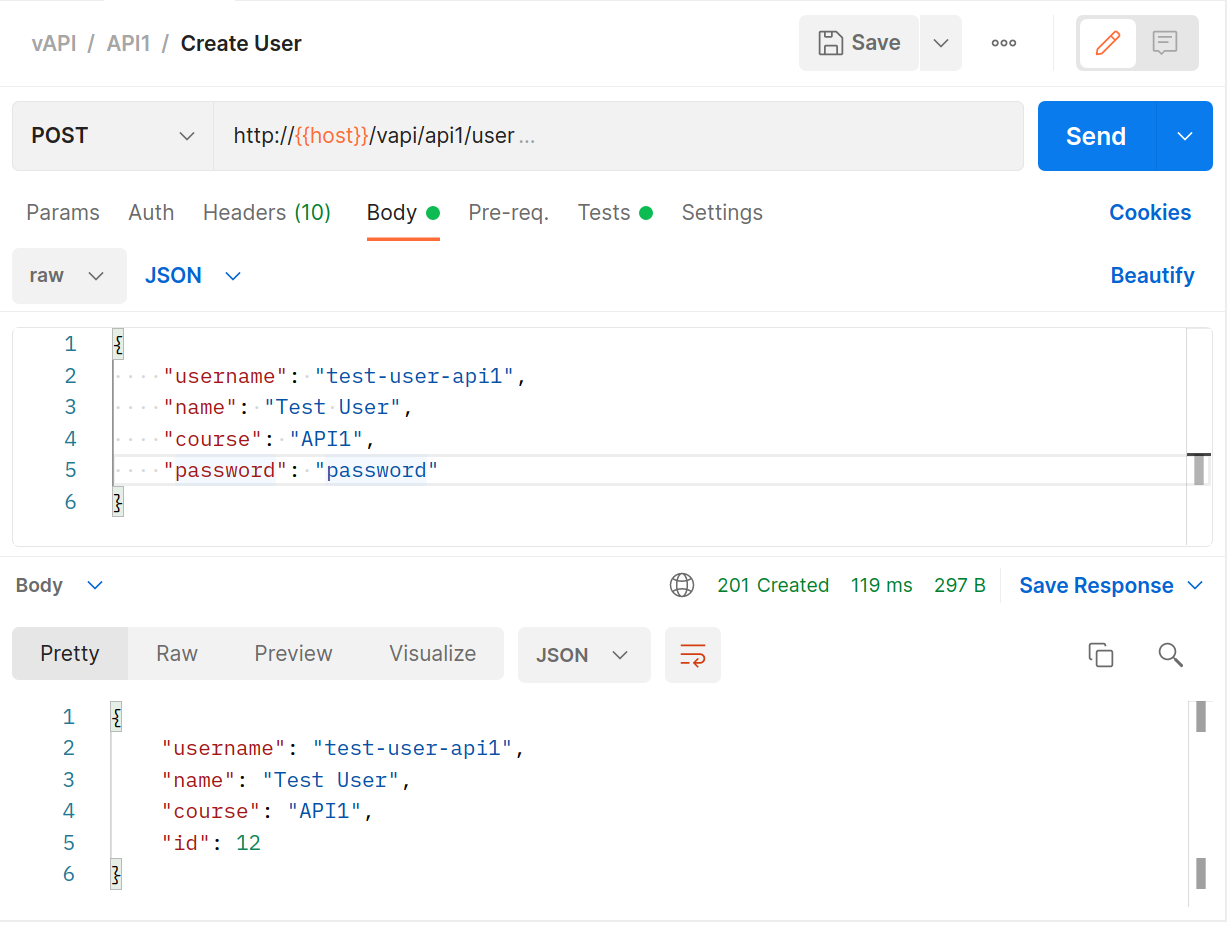 vAPI / API1 / Create User
Save
POST
http://{{host}}/vapi/api1/user ...
Send
Params Auth Headers (10) Body Pre-req. Tests Settings Cookies
raw JSON Beautify
1 {
2 "username": "test-user-api1",
3 "name": "Test User",
4 "course": "API1",
5 "password": "password"
6 }
Body 201 Created 119 ms 297 B Save Response
Pretty Raw Preview Visualize JSON
1 {
2 "username": "test-user-api1",
3 "name": "Test User",
4 "course": "API1",
5 "id": 12
6 }